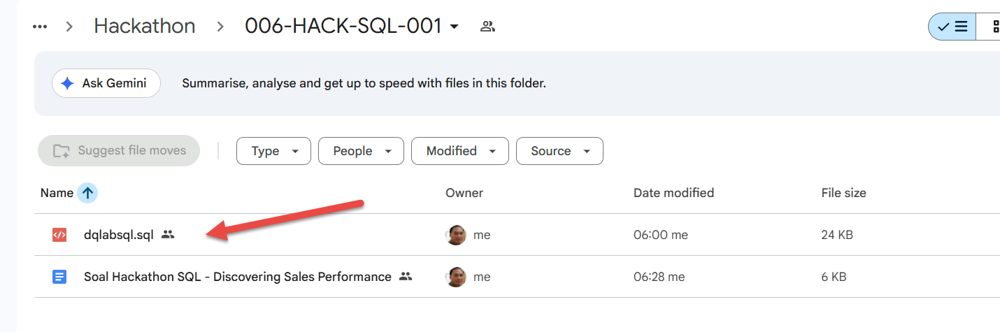 ... > Hackathon > 006-HACK-SQL-001
Ask Gemini Summarise, analyse and get up to speed with files in this folder.
Suggest file moves Type People Modified Source
Name Owner Date modified File size
dqlabsql.sql me 06:00 me 24 KB
Soal Hackathon SQL - Discovering Sales Performance me 06:28 me 6 KB